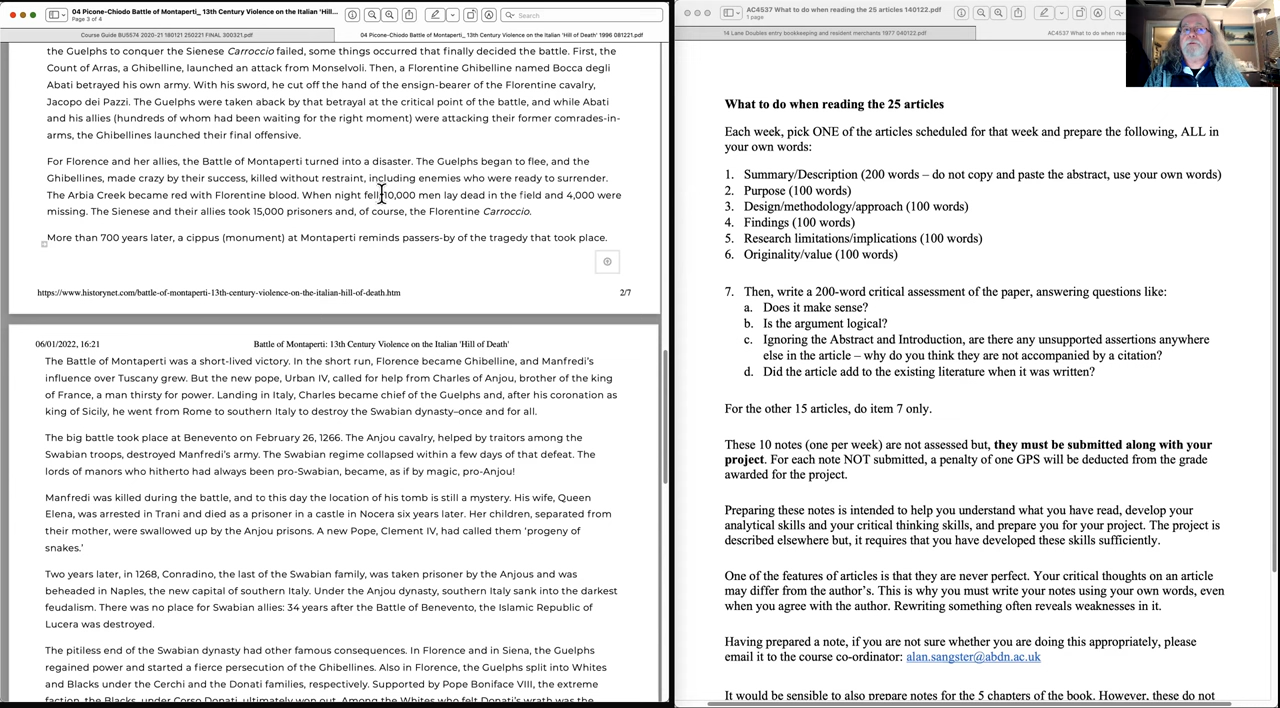 04 Picone-Chiodo Battle of Montaperti_ 13th Century Violence on the Italian 'Hill...
Page 3 of 4
Search
Course Guide BUS574 2020-21 180121 250221 FINAL 300321.pdf
04 Picone-Chiodo Battle of Montaperti_ 13th Century Violence on the Italian 'Hill of Death' 1996 081221.pdf
the Guelphs to conquer the Sienese Carroccio failed, some things occurred that finally decided the battle. First, the
Count of Arras, a Ghibelline, launched an attack from Monselvoli. Then, a Florentine Ghibelline named Bocca degli
Abati betrayed his own army. With his sword, he cut off the hand of the ensign-bearer of the Florentine cavalry,
Jacopo dei Pazzi. The Guelphs were taken aback by that betrayal at the critical point of the battle, and while Abati
and his allies (hundreds of whom had been waiting for the right moment) were attacking their former comrades-in-
arms, the Ghibellines launched their final offensive.
For Florence and her allies, the Battle of Montaperti turned into a disaster. The Guelphs began to flee, and the
Ghibellines, made crazy by their success, killed without restraint, including enemies who were ready to surrender.
The Arbia Creek became red with Florentine blood. When night fell 10,000 men lay dead in the field and 4,000 were
missing. The Sienese and their allies took 15,000 prisoners and, of course, the Florentine Carroccio.
More than 700 years later, a cippus (monument) at Montaperti reminds passers-by of the tragedy that took place.
https://www.historynet.com/battle-of-montaperti-13th-century-violence-on-the-italian-hill-of-death.htm
2/7
06/01/2022, 16:21
Battle of Montaperti: 13th Century Violence on the Italian 'Hill of Death'
The Battle of Montaperti was a short-lived victory. In the short run, Florence became Ghibelline, and Manfredi's
influence over Tuscany grew. But the new pope, Urban IV, called for help from Charles of Anjou, brother of the king
of France, a man thirsty for power. Landing in Italy, Charles became chief of the Guelphs and, after his coronation as
king of Sicily, he went from Rome to southern Italy to destroy the Swabian dynasty–once and for all.
The big battle took place at Benevento on February 26, 1266. The Anjou cavalry, helped by traitors among the
Swabian troops, destroyed Manfredi's army. The Swabian regime collapsed within a few days of that defeat. The
lords of manors who hitherto had always been pro-Swabian, became, as if by magic, pro-Anjou!
Manfredi was killed during the battle, and to this day the location of his tomb is still a mystery. His wife, Queen
Elena, was arrested in Trani and died as a prisoner in a castle in Nocera six years later. Her children, separated from
their mother, were swallowed up by the Anjou prisons. A new Pope, Clement IV, had called them 'progeny of
snakes.'
Two years later, in 1268, Conradino, the last of the Swabian family, was taken prisoner by the Anjous and was
beheaded in Naples, the new capital of southern Italy. Under the Anjou dynasty, southern Italy sank into the darkest
feudalism. There was no place for Swabian allies: 34 years after the Battle of Benevento, the Islamic Republic of
Lucera was destroyed.
The pitiless end of the Swabian dynasty had other famous consequences. In Florence and in Siena, the Guelphs
regained power and started a fierce persecution of the Ghibellines. Also in Florence, the Guelphs split into Whites
and Blacks under the Cerchi and the Donati families, respectively. Supported by Pope Boniface VIII, the extreme
faction, the Blacks, under Corso Donati, ultimately won out. Among the Whites who felt Donati's wrath was the
AC4537 What to do when reading the 25 articles 140122.pdf
1 page
14 Lane Doubles entry bookkeeping and resident merchants 1977 040122.pdf
AC4537 What to do when rea
What to do when reading the 25 articles
Each week, pick ONE of the articles scheduled for that week and prepare the following, ALL in
your own words:
1. Summary/Description (200 words – do not copy and paste the abstract, use your own words)
2. Purpose (100 words)
3. Design/methodology/approach (100 words)
4. Findings (100 words)
5. Research limitations/implications (100 words)
6. Originality/value (100 words)
7. Then, write a 200-word critical assessment of the paper, answering questions like:
a. Does it make sense?
b. Is the argument logical?
c. Ignoring the Abstract and Introduction, are there any unsupported assertions anywhere
else in the article – why do you think they are not accompanied by a citation?
d. Did the article add to the existing literature when it was written?
For the other 15 articles, do item 7 only.
These 10 notes (one per week) are not assessed but, they must be submitted along with your
project. For each note NOT submitted, a penalty of one GPS will be deducted from the grade
awarded for the project.
Preparing these notes is intended to help you understand what you have read, develop your
analytical skills and your critical thinking skills, and prepare you for your project. The project is
described elsewhere but, it requires that you have developed these skills sufficiently.
One of the features of articles is that they are never perfect. Your critical thoughts on an article
may differ from the author's. This is why you must write your notes using your own words, even
when you agree with the author. Rewriting something often reveals weaknesses in it.
Having prepared a note, if you are not sure whether you are doing this appropriately, please
email it to the course co-ordinator: alan.sangster@abdn.ac.uk
It would be sensible to also prepare notes for the 5 chapters of the book. However, these do not